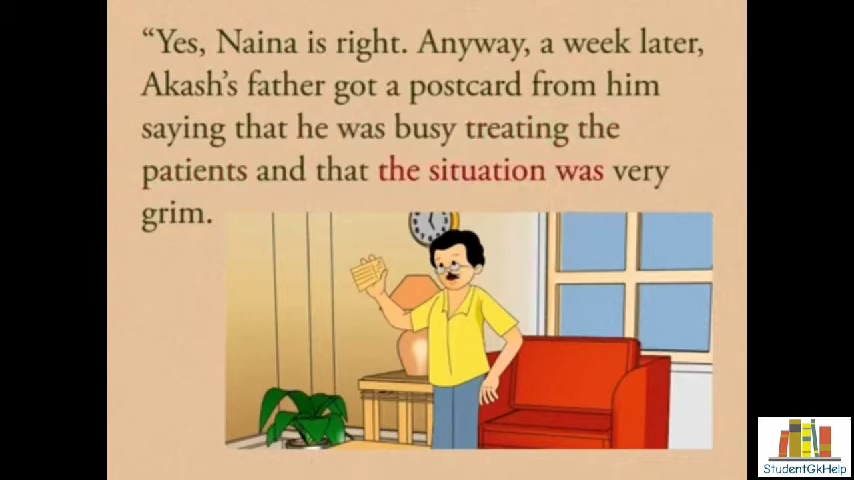 “Yes, Naina is right. Anyway, a week later,
Akash’s father got a postcard from him
saying that he was busy treating the
patients and that the situation was very
grim.
StudentGkHelp